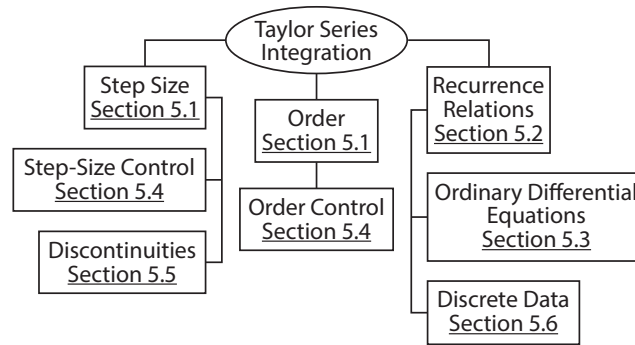 Taylor Series
Integration
Step Size
Section 5.1
Step-Size Control
Section 5.4
Discontinuities
Section 5.5
Order
Section 5.1
Order Control
Section 5.4
Recurrence
Relations
Section 5.2
Ordinary Differential
Equations
Section 5.3
Discrete Data
Section 5.6